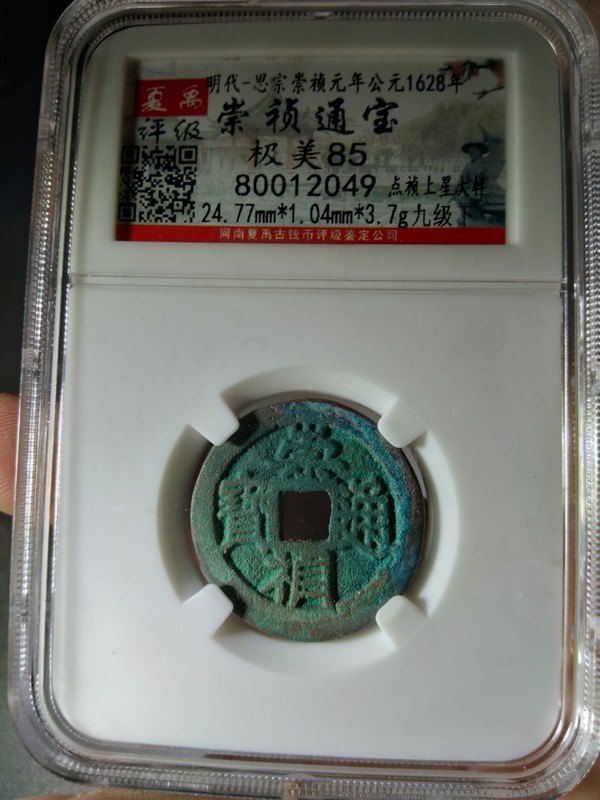 明代-思宗崇祯元年公元1628年
夏禹
评级
崇祯通宝
极美85
80012049 点祯上星大样
24.77mm*1.04mm*3.7g九级下
河南夏禹古钱币评级鉴定公司
崇
寶 通
禎